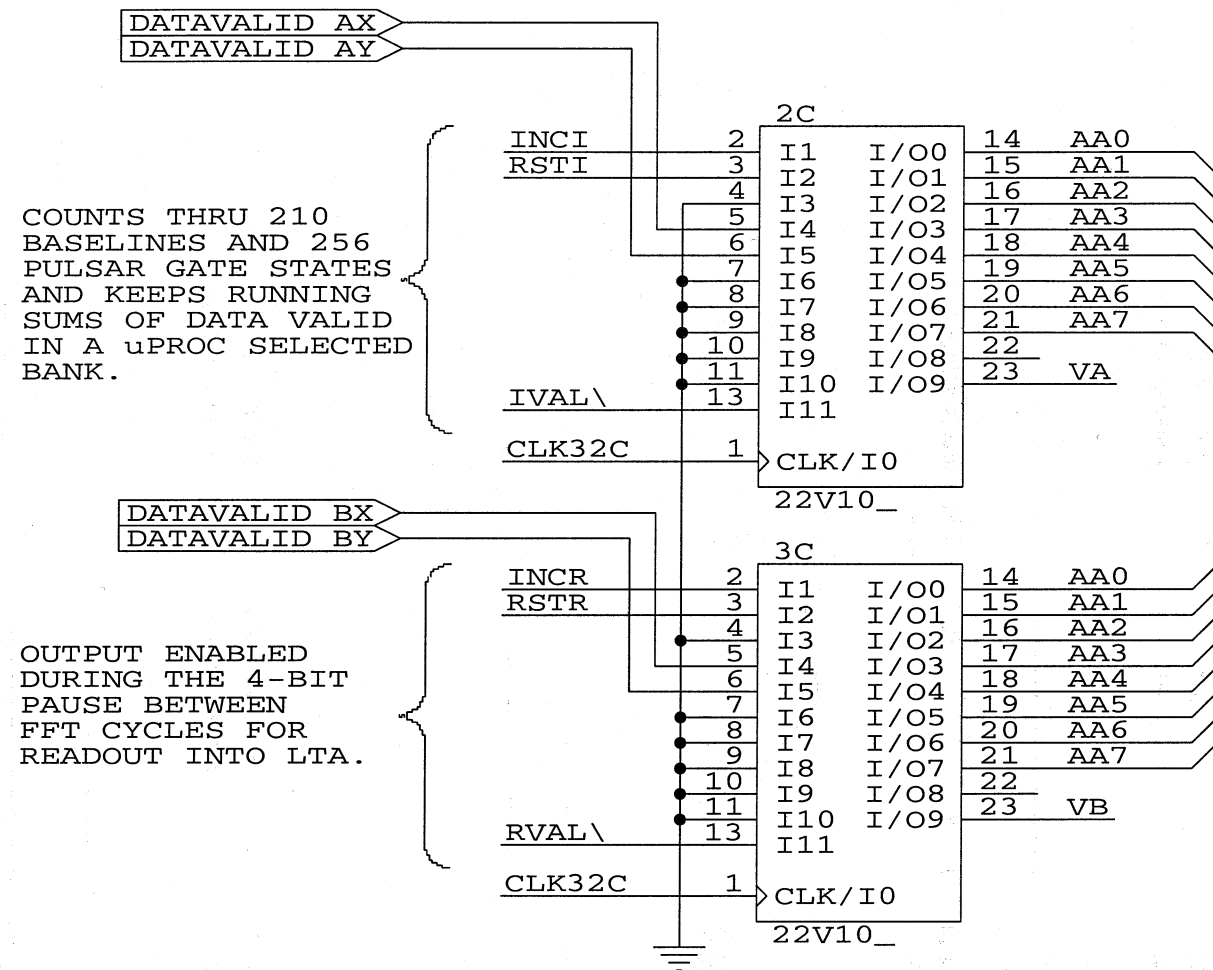 DATAVALID AX
DATAVALID AY
2C
INCI 2 I1 I/O0 14 AA0
RSTI 3 I2 I/O1 15 AA1
4 I3 I/O2 16 AA2
5 I4 I/O3 17 AA3
6 I5 I/O4 18 AA4
7 I6 I/O5 19 AA5
8 I7 I/O6 20 AA6
9 I8 I/O7 21 AA7
10 I9 I/O8 22
11 I10 I/O9 23 VA
IVAL\ 13 I11
CLK32C 1 CLK/I0
22V10_
COUNTS THRU 210
BASELINES AND 256
PULSAR GATE STATES
AND KEEPS RUNNING
SUMS OF DATA VALID
IN A uPROC SELECTED
BANK.
DATAVALID BX
DATAVALID BY
3C
INCR 2 I1 I/O0 14 AA0
RSTR 3 I2 I/O1 15 AA1
4 I3 I/O2 16 AA2
5 I4 I/O3 17 AA3
6 I5 I/O4 18 AA4
7 I6 I/O5 19 AA5
8 I7 I/O6 20 AA6
9 I8 I/O7 21 AA7
10 I9 I/O8 22
11 I10 I/O9 23 VB
RVAL\ 13 I11
CLK32C 1 CLK/I0
22V10_
OUTPUT ENABLED
DURING THE 4-BIT
PAUSE BETWEEN
FFT CYCLES FOR
READOUT INTO LTA.